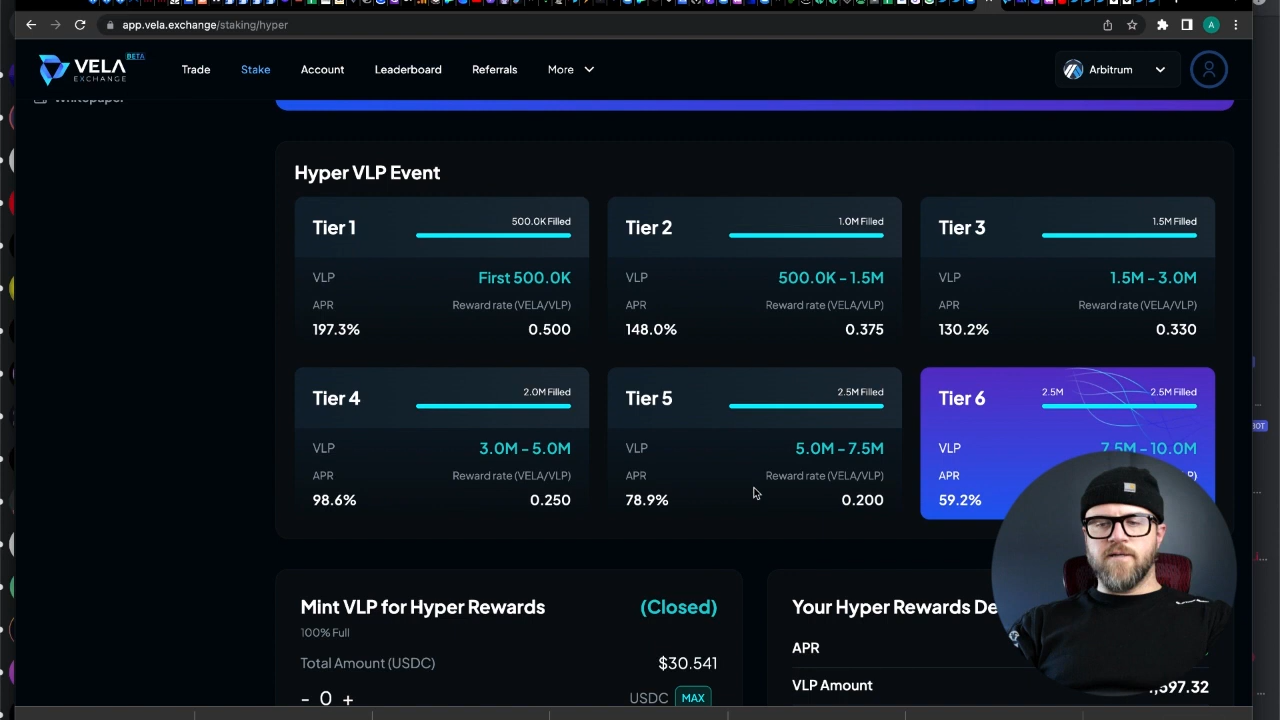 app.vela.exchange/staking/hyper
A
VELA BETA
EXCHANGE
Trade
Stake
Account
Leaderboard
Referrals
More
Arbitrum
Whitepaper
Hyper VLP Event
Tier 1
500.0K Filled
VLP
First 500.0K
APR
Reward rate (VELA/VLP)
197.3%
0.500
Tier 2
1.0M Filled
VLP
500.0K - 1.5M
APR
Reward rate (VELA/VLP)
148.0%
0.375
Tier 3
1.5M Filled
VLP
1.5M - 3.0M
APR
Reward rate (VELA/VLP)
130.2%
0.330
Tier 4
2.0M Filled
VLP
3.0M - 5.0M
APR
Reward rate (VELA/VLP)
98.6%
0.250
Tier 5
2.5M Filled
VLP
5.0M - 7.5M
APR
Reward rate (VELA/VLP)
78.9%
0.200
Tier 6
2.5M
2.5M Filled
VLP
7.5M - 10.0M
APR
59.2%
Mint VLP for Hyper Rewards
(Closed)
100% Full
Total Amount (USDC)
$30.541
- 0 +
USDC
MAX
Your Hyper Rewards De
APR
VLP Amount
,597.32